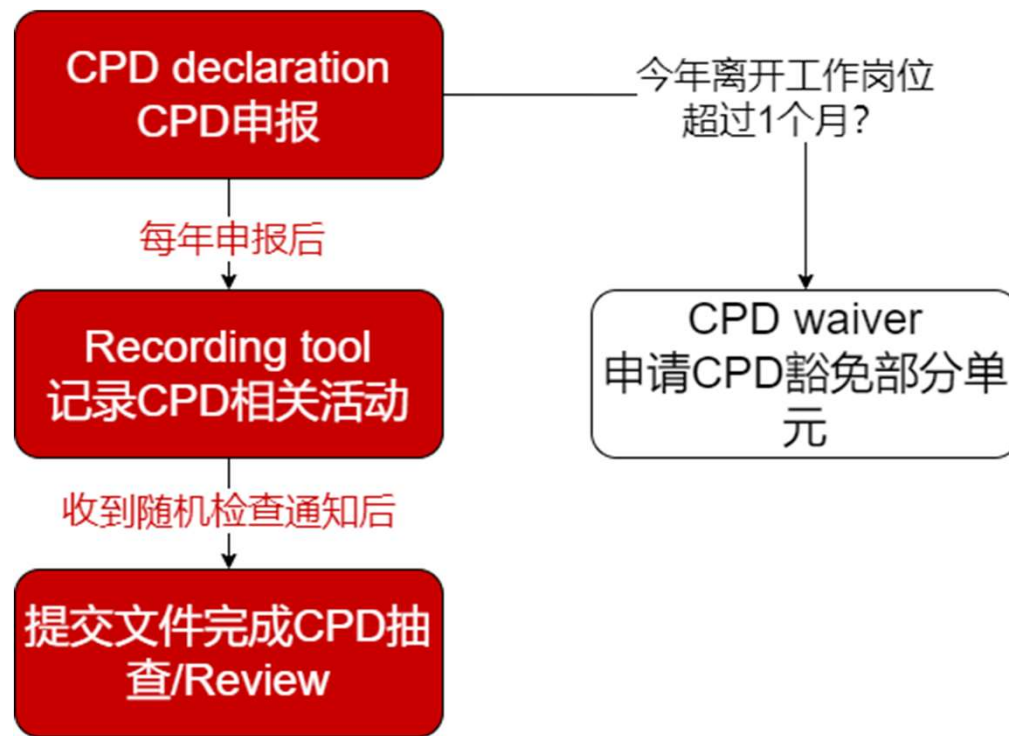 CPD declaration
CPD申报
今年离开工作岗位
超过1个月?
每年申报后
Recording tool
记录CPD相关活动
CPD waiver
申请CPD豁免部分单
元
收到随机检查通知后
提交文件完成CPD抽
查/Review